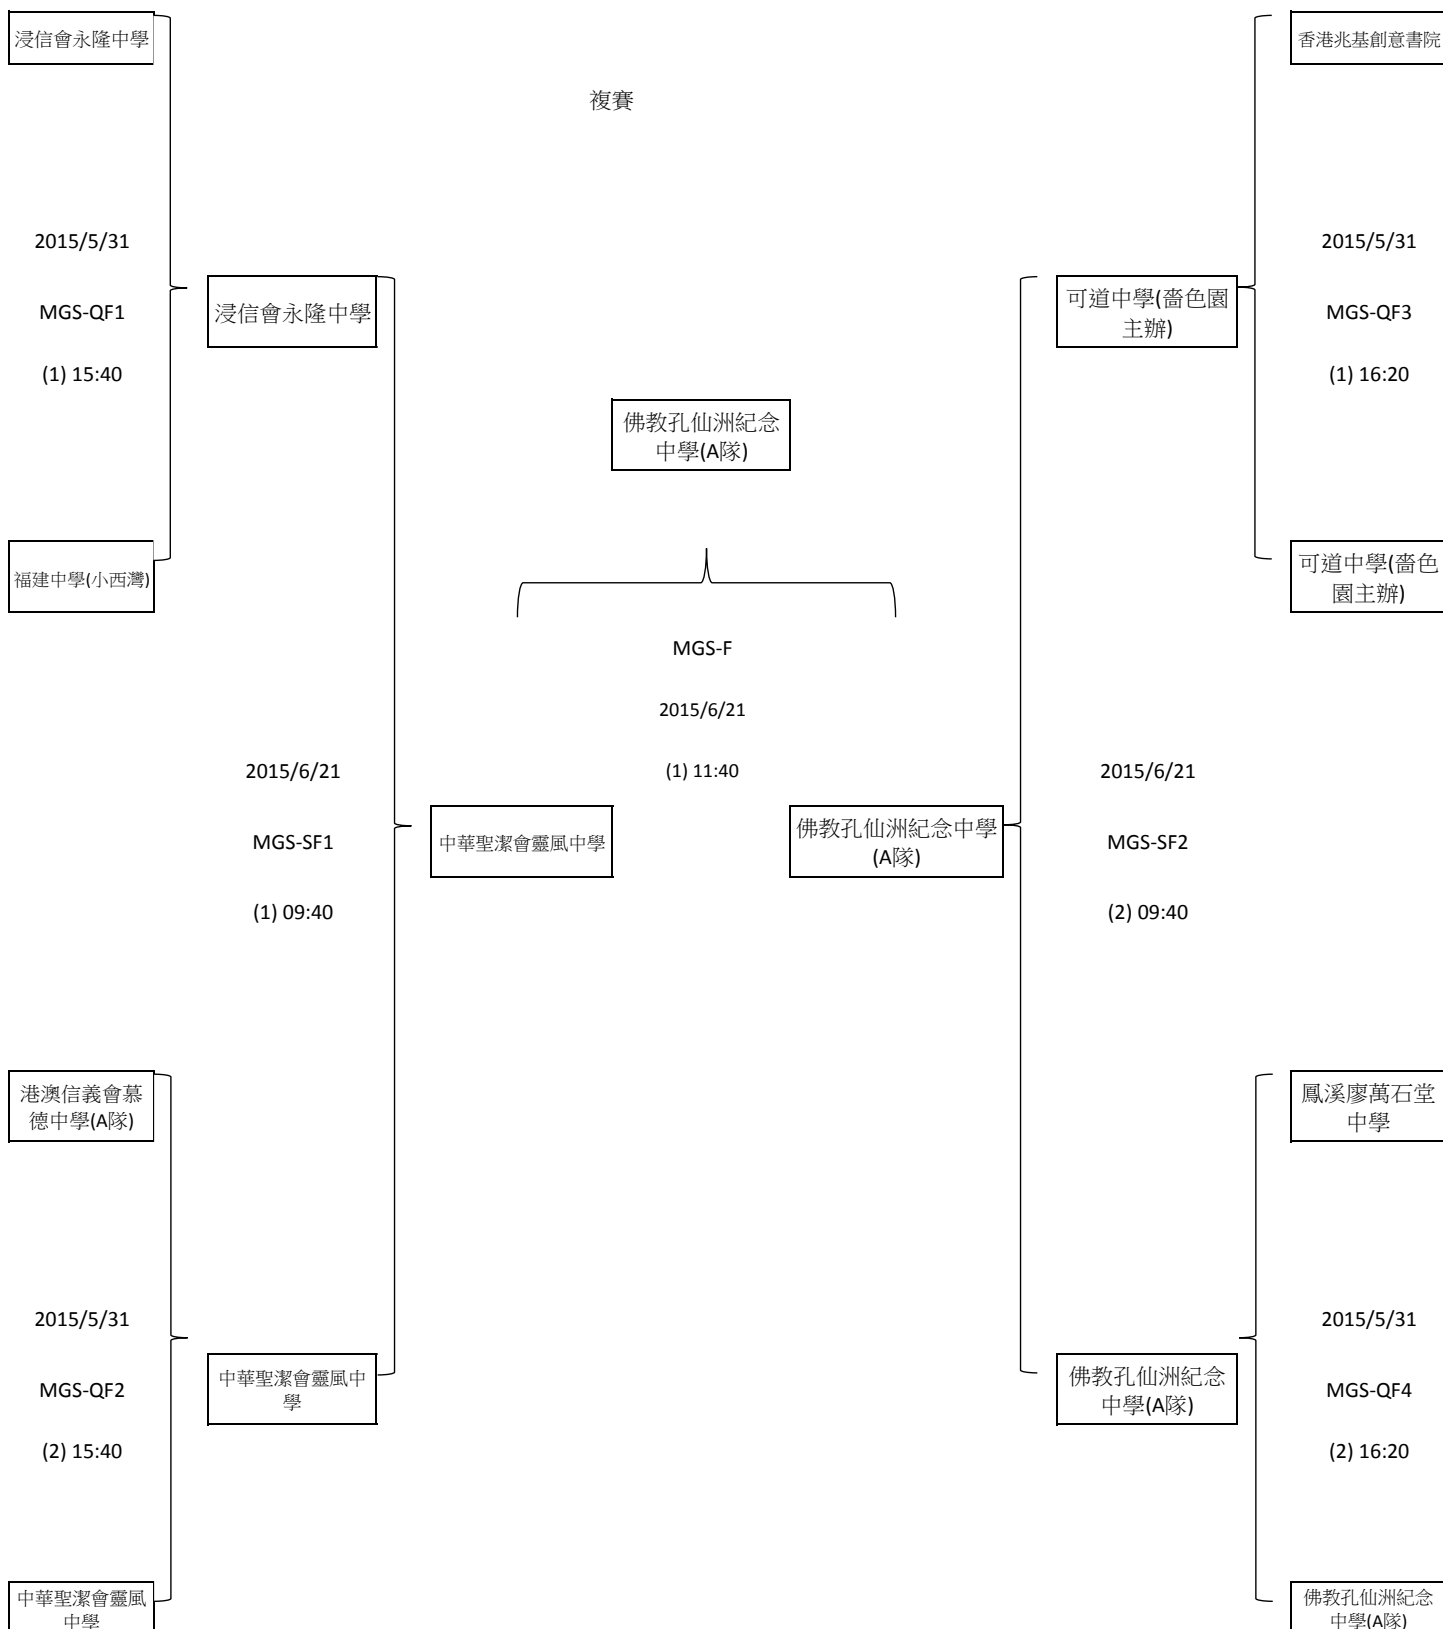 浸信會永隆中學
香港兆基創意書院
複賽
2015/5/31
MGS-QF1
(1) 15:40
浸信會永隆中學
福建中學(小西灣)
可道中學(嗇色園
主辦)
2015/5/31
MGS-QF3
(1) 16:20
可道中學(嗇色
園主辦)
佛教孔仙洲紀念
中學(A隊)
MGS-F
2015/6/21
(1) 11:40
2015/6/21
MGS-SF1
(1) 09:40
中華聖潔會靈風中學
佛教孔仙洲紀念中學
(A隊)
2015/6/21
MGS-SF2
(2) 09:40
港澳信義會慕
德中學(A隊)
2015/5/31
MGS-QF2
(2) 15:40
中華聖潔會靈風中
學
中華聖潔會靈風
中學
鳳溪廖萬石堂
中學
佛教孔仙洲紀念
中學(A隊)
2015/5/31
MGS-QF4
(2) 16:20
佛教孔仙洲紀念
中學(A隊)